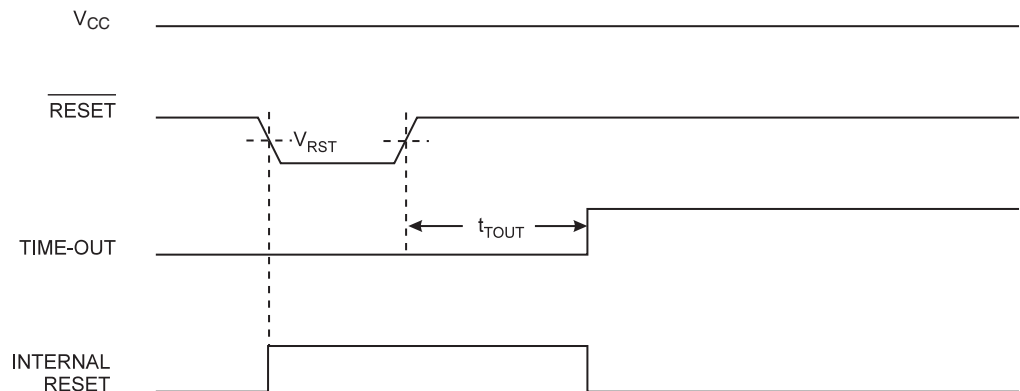 VCC
RESET
VRST
tTOUT
TIME-OUT
INTERNAL
RESET